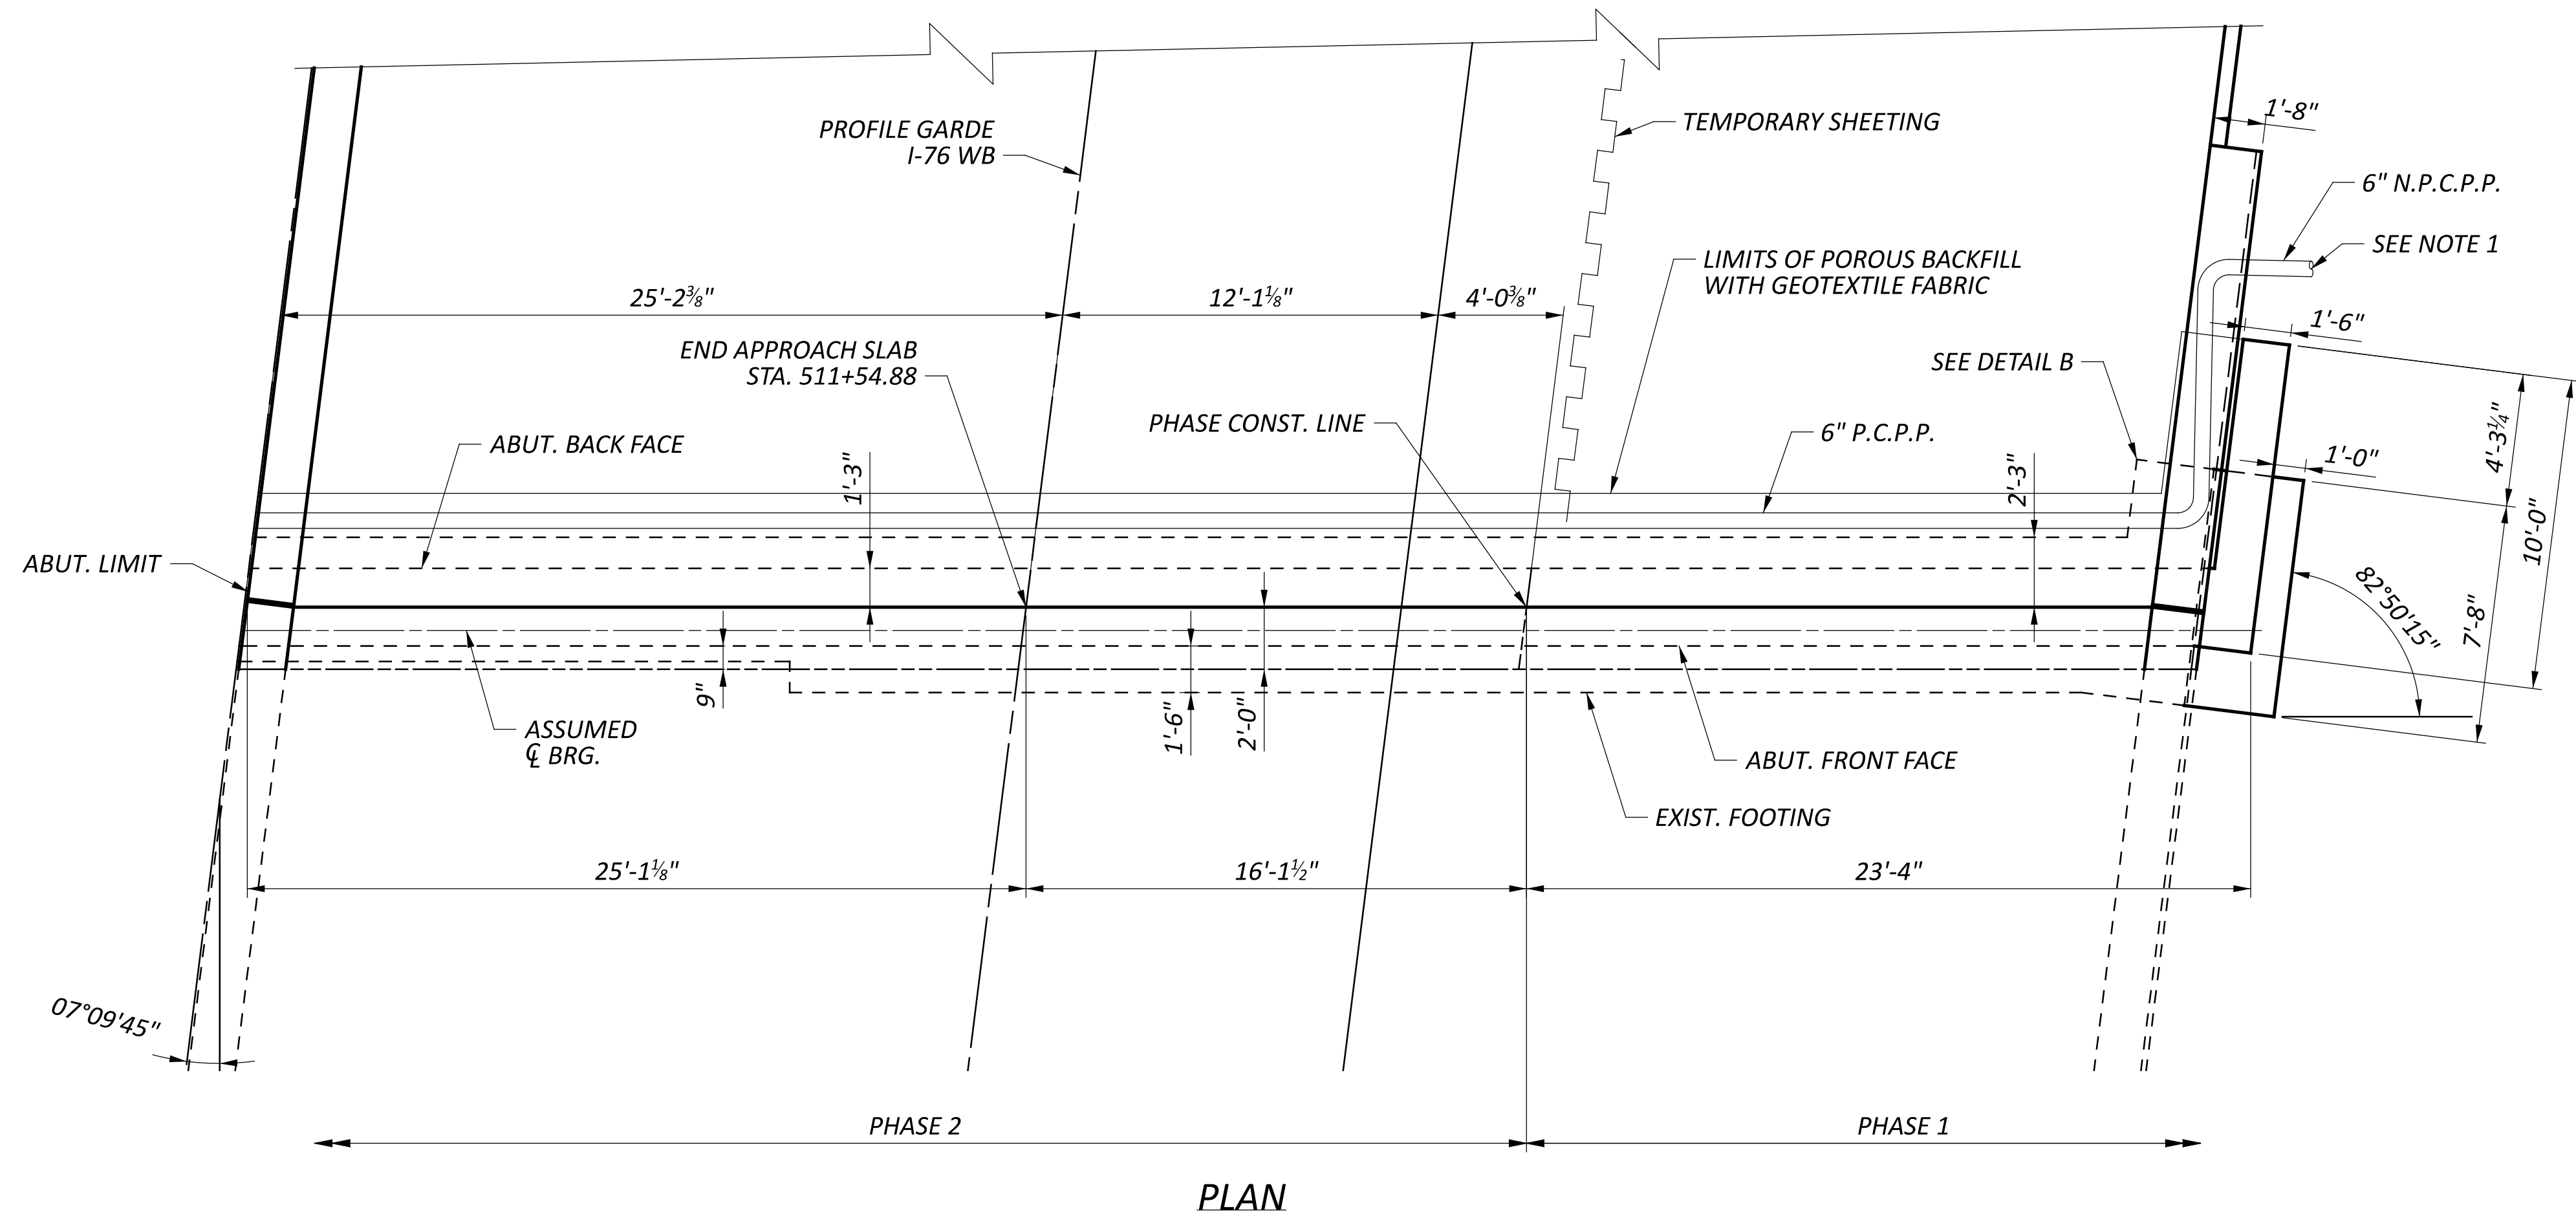 1'-8"
PROFILE GARDE
I-76 WB
TEMPORARY SHEETING
6" N.P.C.P.P.
SEE NOTE 1
LIMITS OF POROUS BACKFILL
WITH GEOTEXTILE FABRIC
25'-2⅜"
12'-1⅛"
4'-0⅜"
1'-6"
END APPROACH SLAB
STA. 511+54.88
SEE DETAIL B
PHASE CONST. LINE
6" P.C.P.P.
4'-3¼"
ABUT. BACK FACE
1'-3"
2'-3"
1'-0"
10'-0"
ABUT. LIMIT
82°50'15"
7'-8"
9"
1'-6"
2'-0"
ASSUMED
℄ BRG.
ABUT. FRONT FACE
EXIST. FOOTING
25'-1⅛"
16'-1½"
23'-4"
07°09'45"
PHASE 2
PHASE 1
PLAN